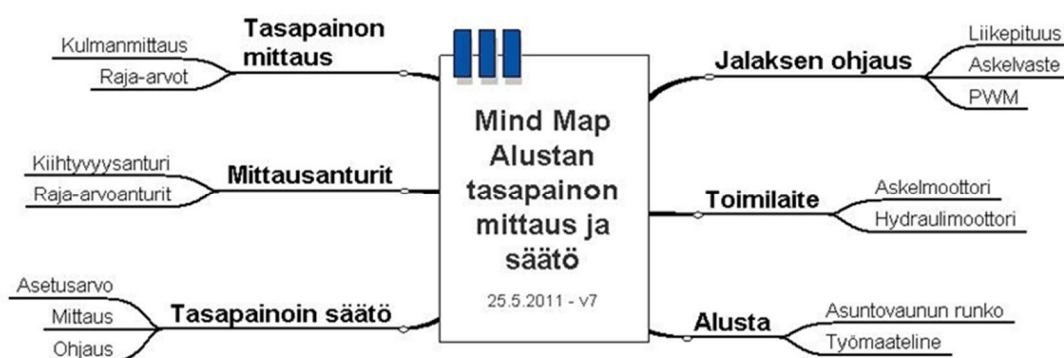 Tasapainon
mittaus
Kulmanmittaus
Raja-arvot
Mittausanturit
Kiihtyvyysanturi
Raja-arvoanturit
Tasapainoin säätö
Asetusarvo
Mittaus
Ohjaus
Mind Map
Alustan
tasapainon
mittaus ja
säätö
25.5.2011 - v7
Jalaksen ohjaus
Liikepituus
Askelvaste
PWM
Toimilaite
Askelmoottori
Hydraulimoottori
Alusta
Asuntovaunun runko
Työmaateline